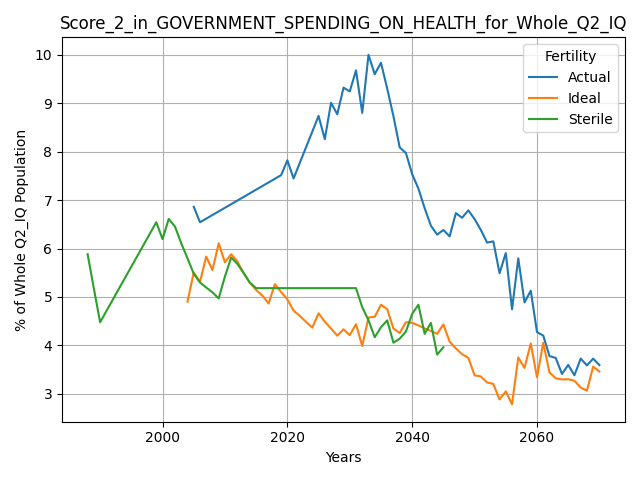 Score_2_in_GOVERNMENT_SPENDING_ON_HEALTH_for_Whole_Q2_IQ
Fertility
Actual
Ideal
Sterile
% of Whole Q2_IQ Population
10
9
8
7
6
5
4
3
2000
2020
2040
2060
Years